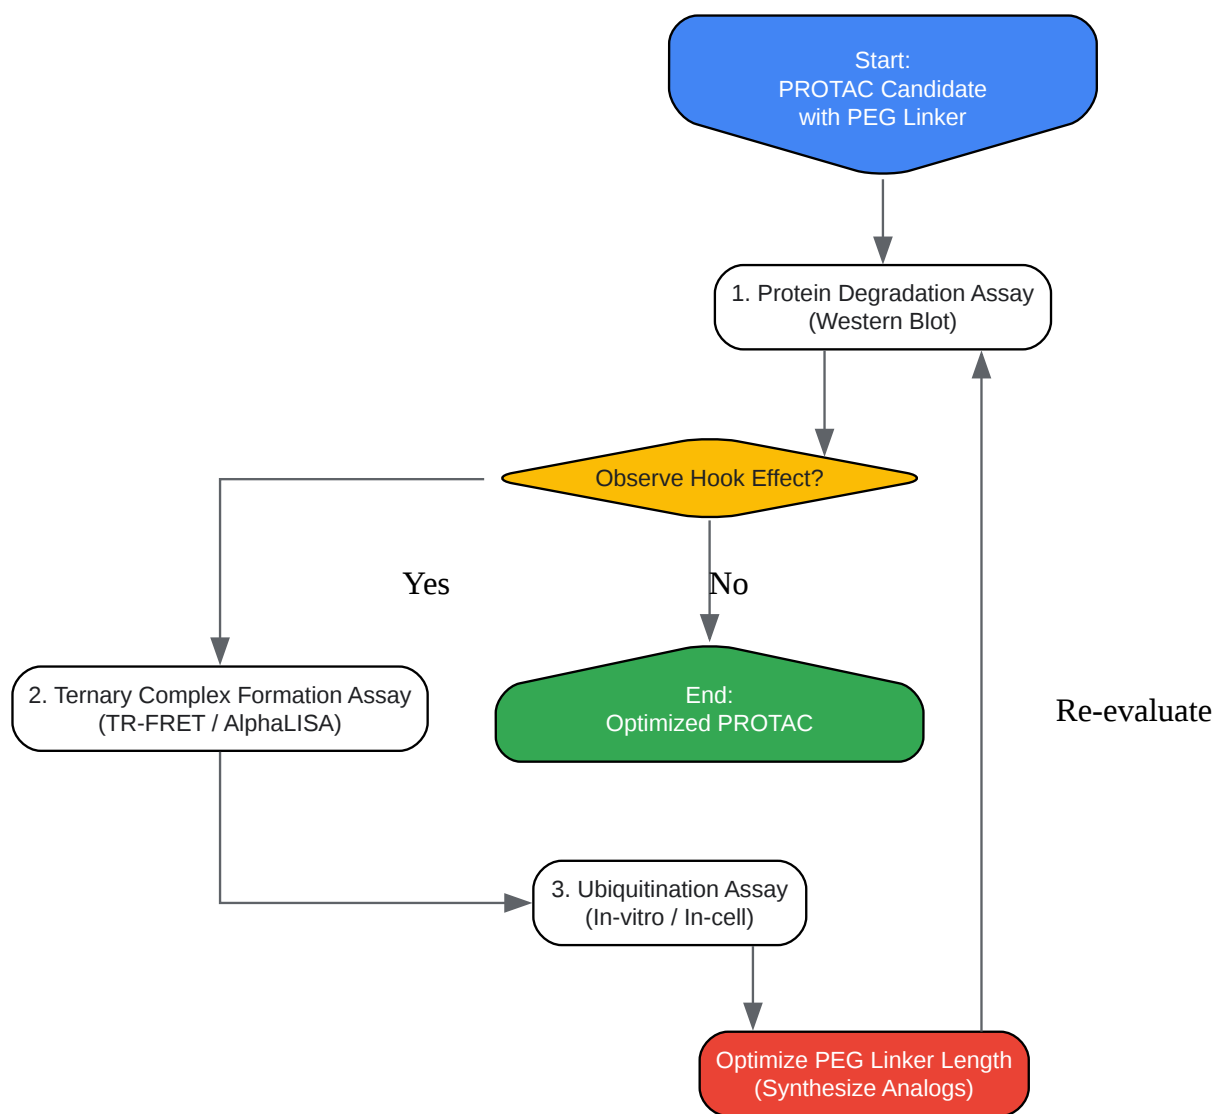 Start:
PROTAC Candidate
with PEG Linker
1. Protein Degradation Assay
(Western Blot)
Observe Hook Effect?
Yes
No
2. Ternary Complex Formation Assay
(TR-FRET / AlphaLISA)
End:
Optimized PROTAC
Re-evaluate
3. Ubiquitination Assay
(In-vitro / In-cell)
Optimize PEG Linker Length
(Synthesize Analogs)